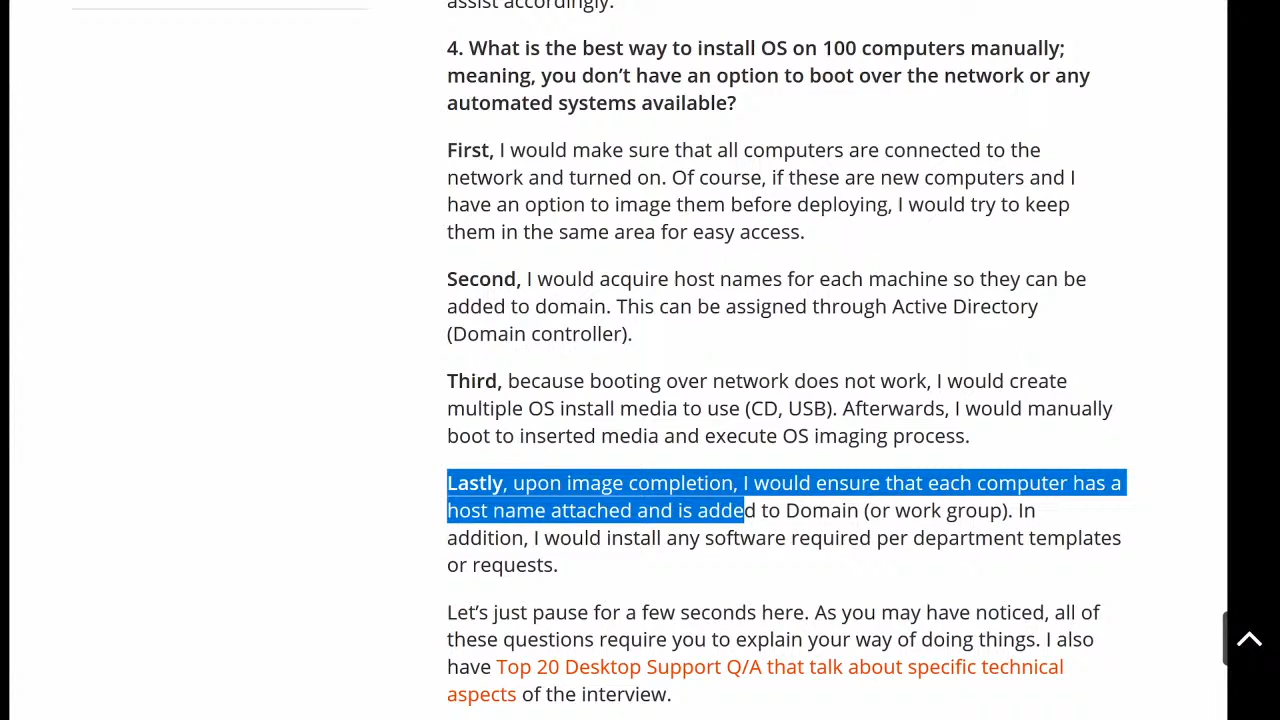 assist accordingly.
4. What is the best way to install OS on 100 computers manually;
meaning, you don’t have an option to boot over the network or any
automated systems available?
First, I would make sure that all computers are connected to the
network and turned on. Of course, if these are new computers and I
have an option to image them before deploying, I would try to keep
them in the same area for easy access.
Second, I would acquire host names for each machine so they can be
added to domain. This can be assigned through Active Directory
(Domain controller).
Third, because booting over network does not work, I would create
multiple OS install media to use (CD, USB). Afterwards, I would manually
boot to inserted media and execute OS imaging process.
Lastly, upon image completion, I would ensure that each computer has a
host name attached and is added to Domain (or work group). In
addition, I would install any software required per department templates
or requests.
Let’s just pause for a few seconds here. As you may have noticed, all of
these questions require you to explain your way of doing things. I also
have Top 20 Desktop Support Q/A that talk about specific technical
aspects of the interview.